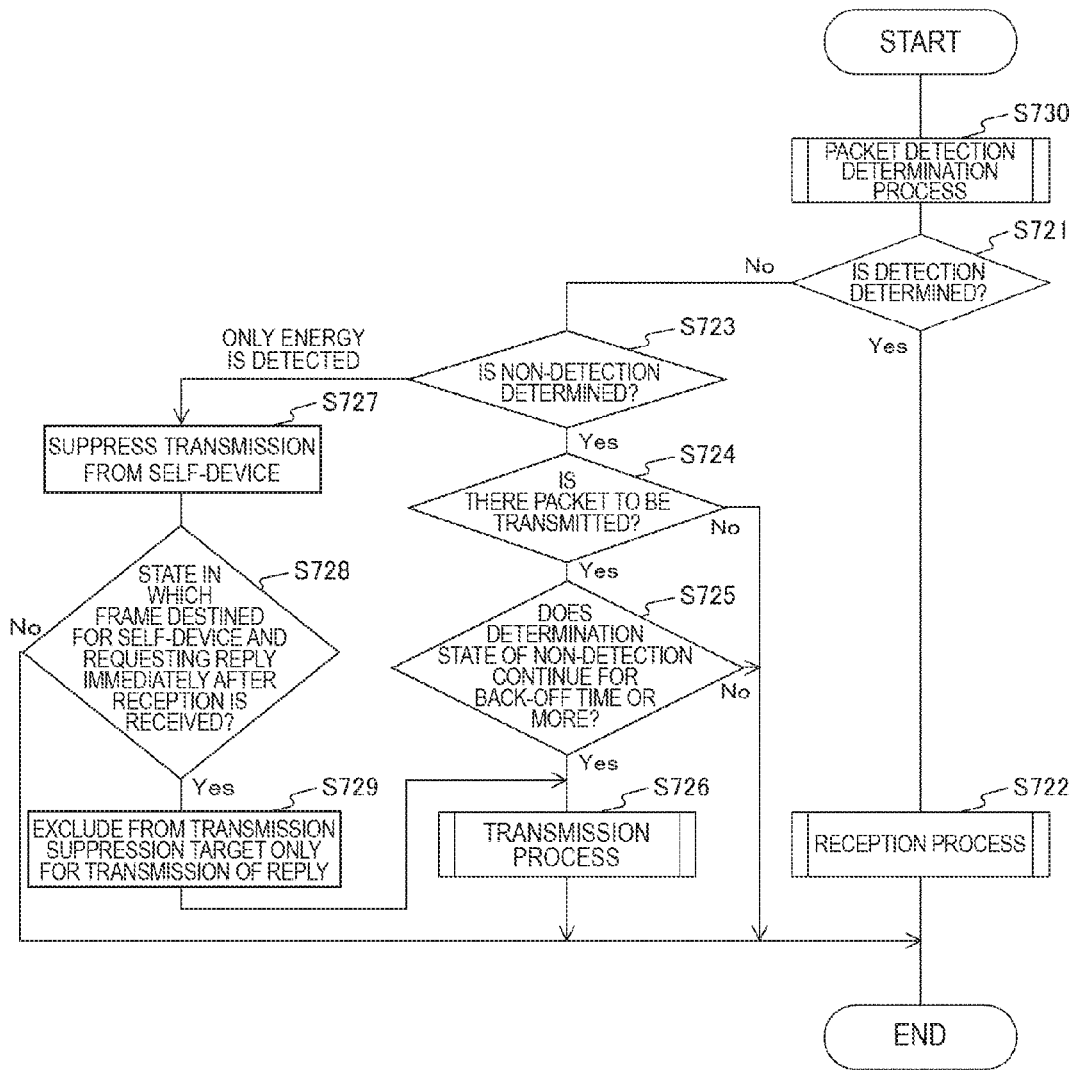 START
S730
PACKET DETECTION
DETERMINATION
PROCESS
S721
No
IS DETECTION
DETERMINED?
Yes
S723
ONLY ENERGY
IS DETECTED
IS NON-DETECTION
DETERMINED?
Yes
S727
SUPPRESS TRANSMISSION
FROM SELF-DEVICE
S724
IS
THERE PACKET TO BE
TRANSMITTED?
No
Yes
S728
STATE IN
WHICH
FRAME DESTINED
FOR SELF-DEVICE AND
REQUESTING REPLY
IMMEDIATELY AFTER
RECEPTION IS
RECEIVED?
No
Yes
S725
DOES
DETERMINATION
STATE OF NON-DETECTION
CONTINUE FOR
BACK-OFF TIME OR
MORE?
No
Yes
S729
EXCLUDE FROM TRANSMISSION
SUPPRESSION TARGET ONLY
FOR TRANSMISSION OF REPLY
S726
TRANSMISSION
PROCESS
S722
RECEPTION PROCESS
END